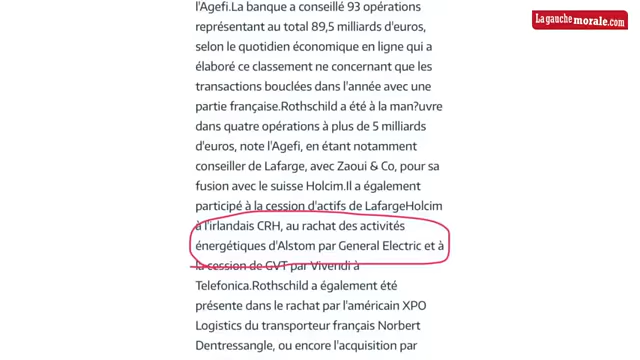 l'Agefi.La banque a conseillé 93 opérations
représentant au total 89,5 milliards d'euros,
selon le quotidien économique en ligne qui a
élaboré ce classement ne concernant que les
transactions bouclées dans l'année avec une
partie française.Rothschild a été à la man?uvre
dans quatre opérations à plus de 5 milliards
d'euros, note l'Agefi, en étant notamment
conseiller de Lafarge, avec Zaoui & Co, pour sa
fusion avec le suisse Holcim.Il a également
participé à la cession d'actifs de LafargeHolcim
à l'irlandais CRH, au rachat des activités
énergétiques d'Alstom par General Electric et à
la cession de GVT par Vivendi à
Telefonica.Rothschild a également été
présente dans le rachat par l'américain XPO
Logistics du transporteur français Norbert
Dentressangle, ou encore l'acquisition par
La gauche morale.com